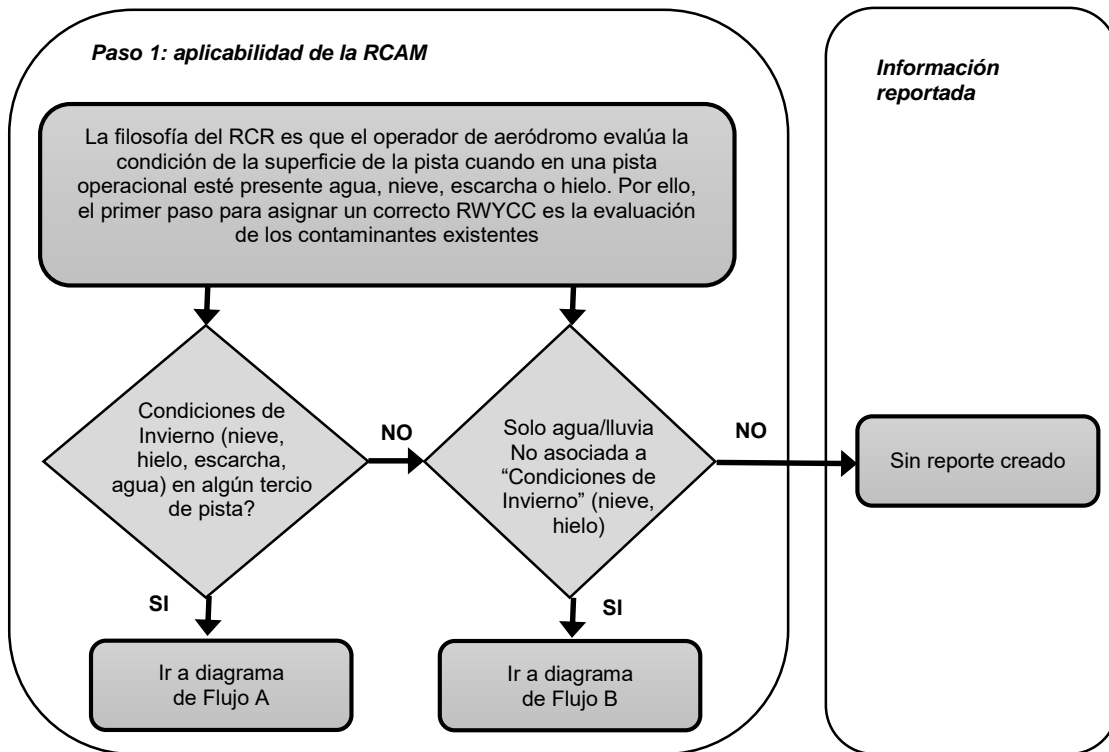 Paso 1: aplicabilidad de la RCAM
Información
reportada
La filosofía del RCR es que el operador de aeródromo evalúa la
condición de la superficie de la pista cuando en una pista
operacional esté presente agua, nieve, escarcha o hielo. Por ello,
el primer paso para asignar un correcto RWYCC es la evaluación
de los contaminantes existentes
Condiciones de
Invierno (nieve,
hielo, escarcha,
agua) en algún tercio
de pista?
NO
Solo agua/lluvia
No asociada a
“Condiciones de
Invierno” (nieve,
hielo)
NO
Sin reporte creado
SI
SI
Ir a diagrama
de Flujo A
Ir a diagrama
de Flujo B